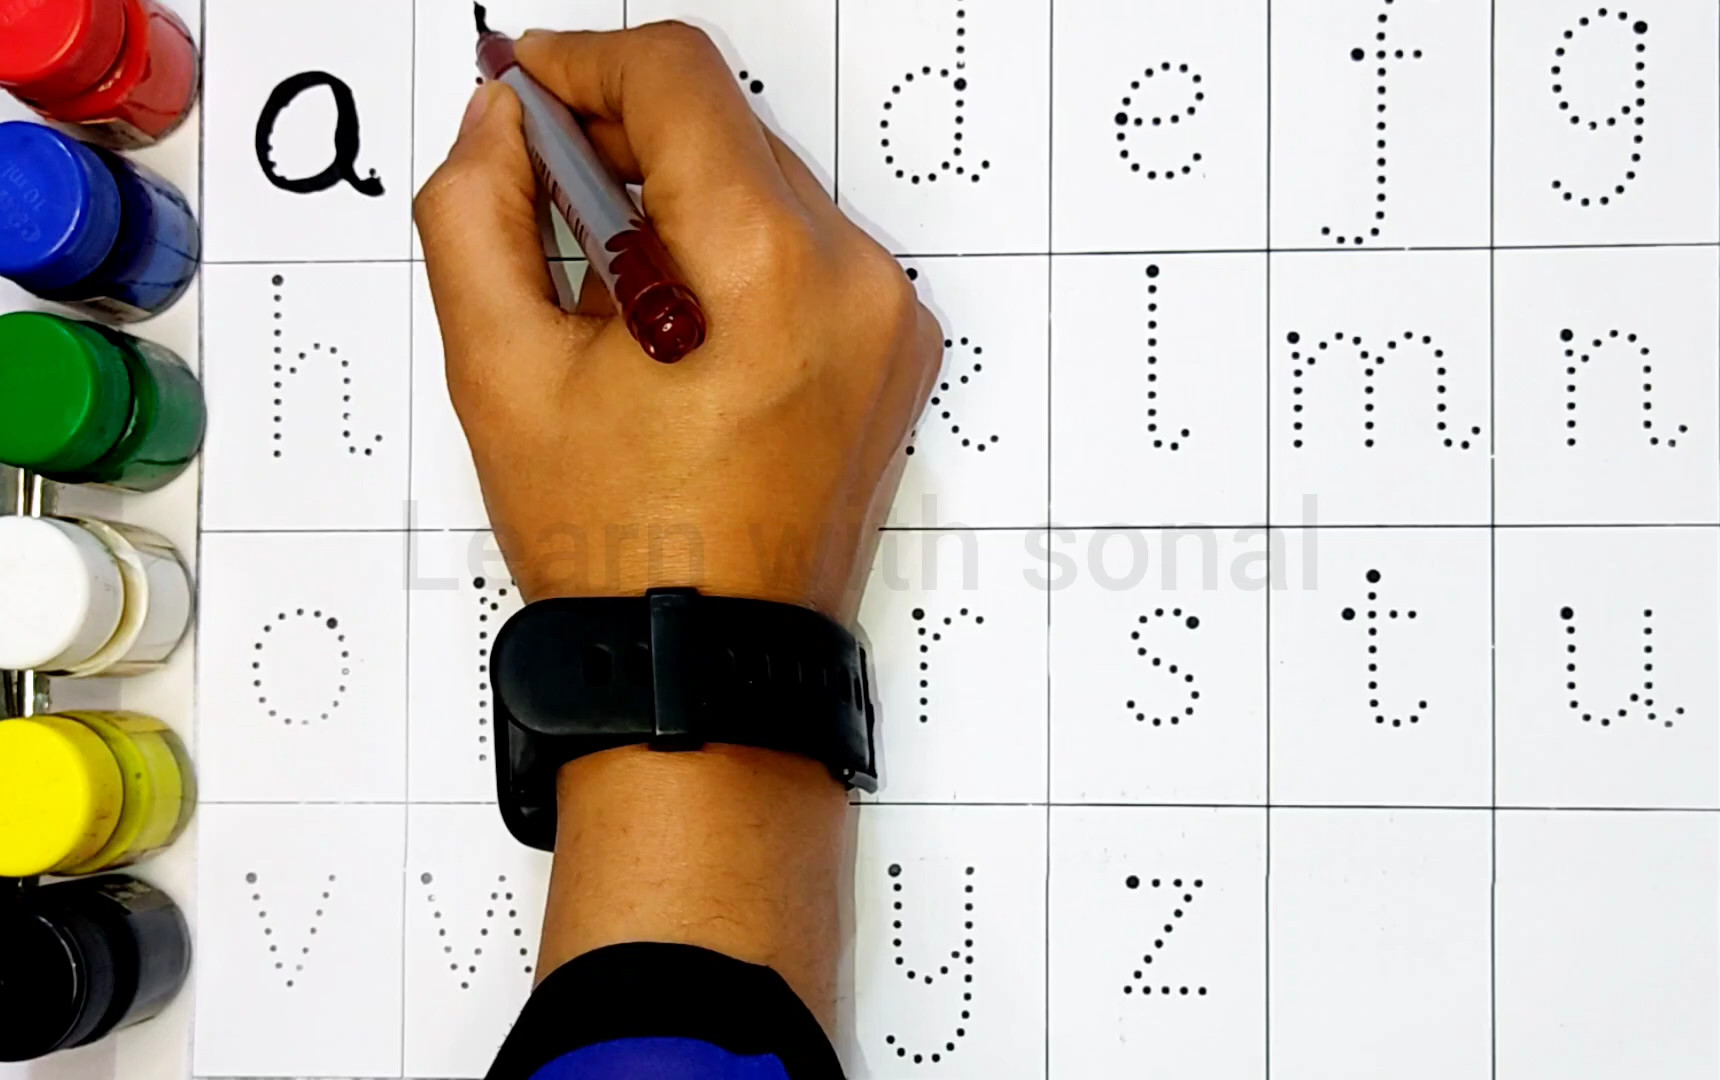 a d e f g
h k l m n
Learn with sonal
o p r s t u
v w y z